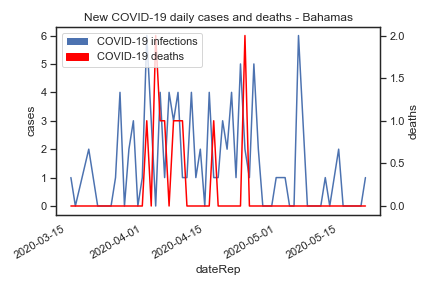 New COVID-19 daily cases and deaths - Bahamas
COVID-19 infections
COVID-19 deaths
6
5
4
3
2
1
0
cases
2.0
1.5
1.0
0.5
0.0
deaths
2020-03-15
2020-04-01
2020-04-15
2020-05-01
2020-05-15
dateRep